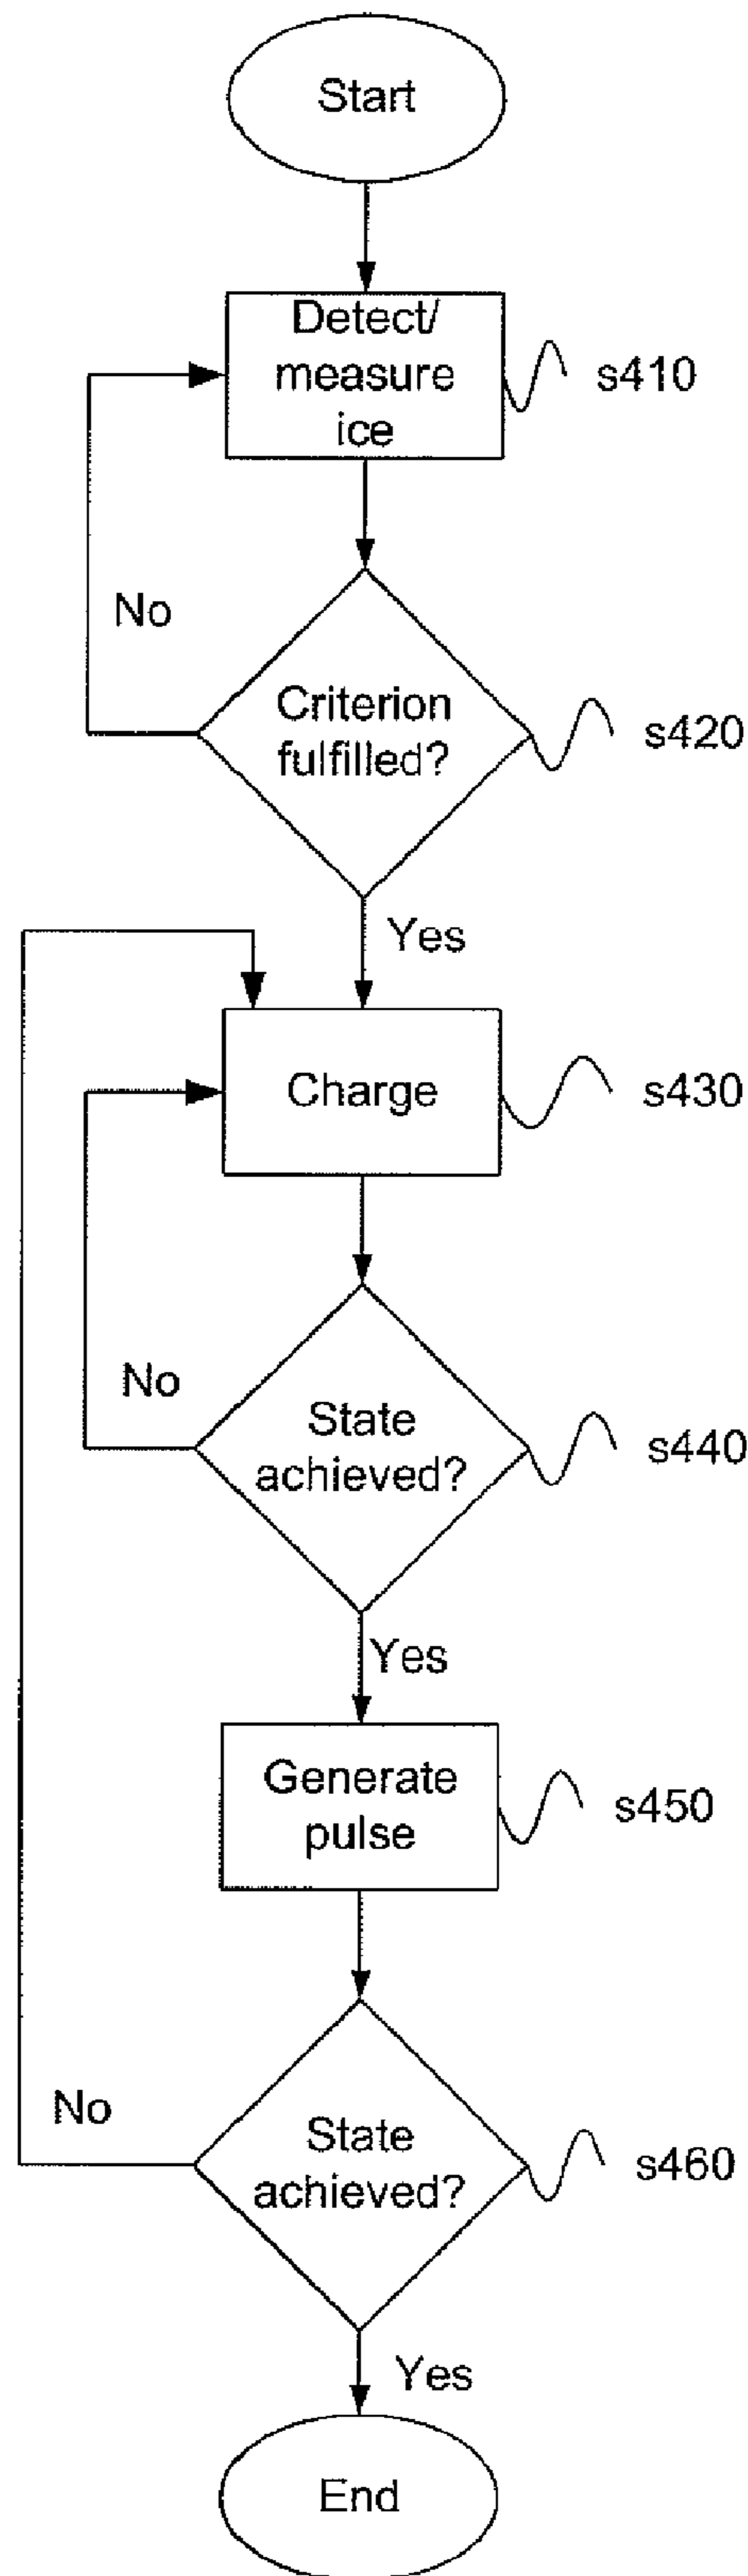 Start
Detect/
measure
ice
s410
No
Criterion
fulfilled?
s420
Yes
Charge
s430
No
State
achieved?
s440
Yes
Generate
pulse
s450
No
State
achieved?
s460
Yes
End